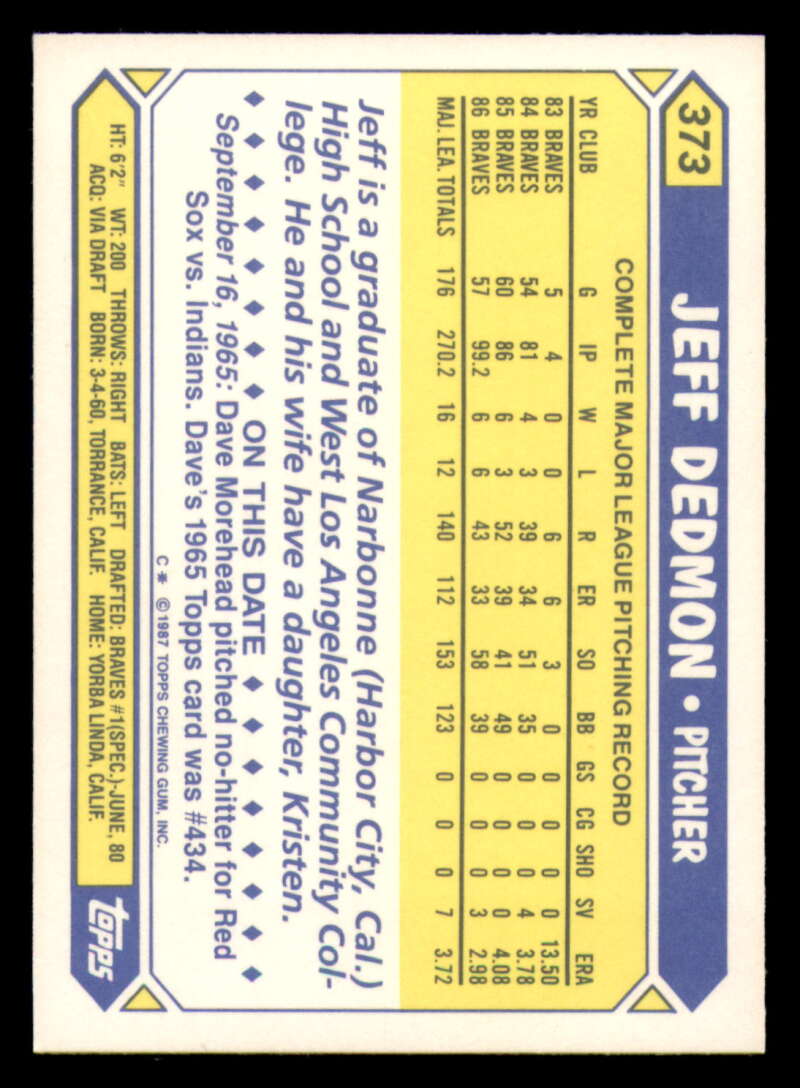 373
JEFF DEDMON • PITCHER
COMPLETE MAJOR LEAGUE PITCHING RECORD
YR CLUB G IP W L R ER SO BB GS CG SHO SV ERA
83 BRAVES 5 4 0 0 6 6 3 0 0 0 0 0 13.50
84 BRAVES 54 81 4 3 39 34 51 35 0 0 0 4 3.78
85 BRAVES 60 86 6 3 52 39 41 49 0 0 0 0 4.08
86 BRAVES 57 99.2 6 6 43 33 58 39 0 0 0 3 2.98
MAJ. LEA. TOTALS 176 270.2 16 12 140 112 153 123 0 0 0 7 3.72
Jeff is a graduate of Narbonne (Harbor City, Cal.)
High School and West Los Angeles Community Col-
lege. He and his wife have a daughter, Kristen.
◆ ◆ ◆ ◆ ◆ ◆ ON THIS DATE ◆ ◆ ◆ ◆ ◆ ◆
September 16, 1965: Dave Morehead pitched no-hitter for Red
Sox vs. Indians. Dave's 1965 Topps card was #434.
C * © 1987 TOPPS CHEWING GUM, INC.
HT: 6'2" WT: 200 THROWS: RIGHT BATS: LEFT DRAFTED: BRAVES #1(SPEC.)-JUNE, 80
ACQ: VIA DRAFT BORN: 3-4-60, TORRANCE, CALIF. HOME: YORBA LINDA, CALIF.
topps